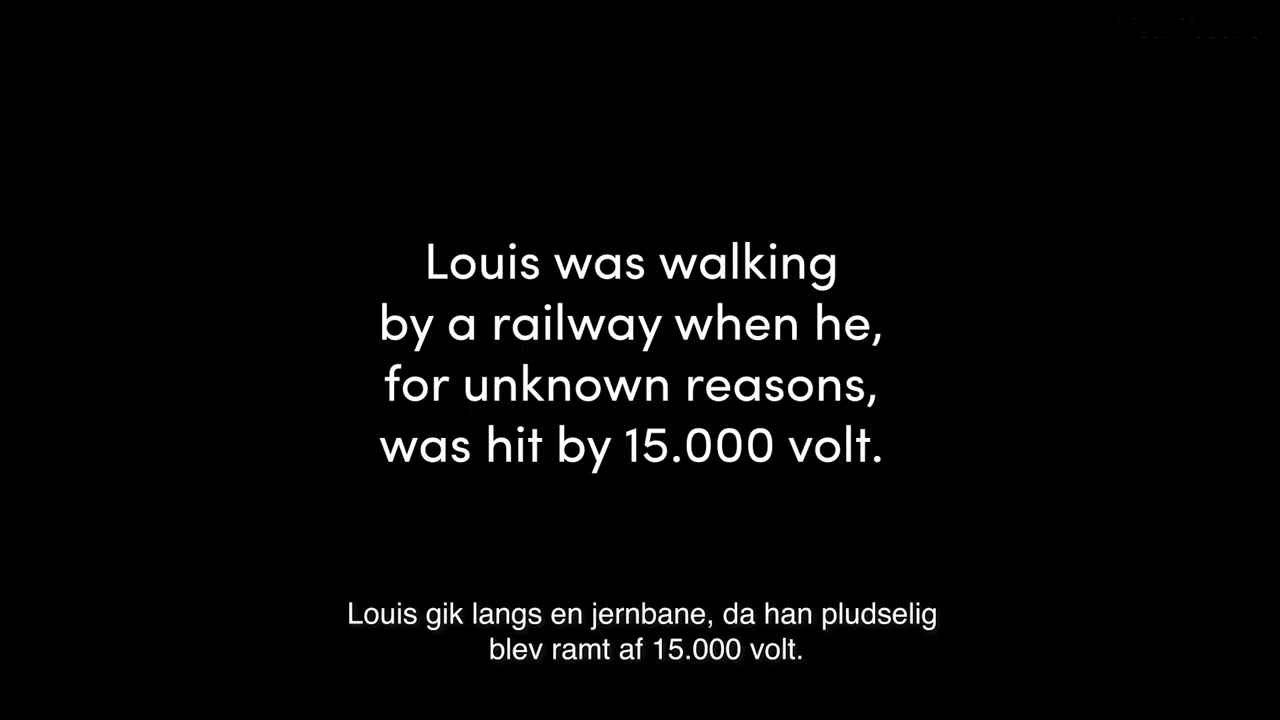 Louis was walking
by a railway when he,
for unknown reasons,
was hit by 15.000 volt.
Louis gik langs en jernbane, da han pludselig
blev ramt af 15.000 volt.